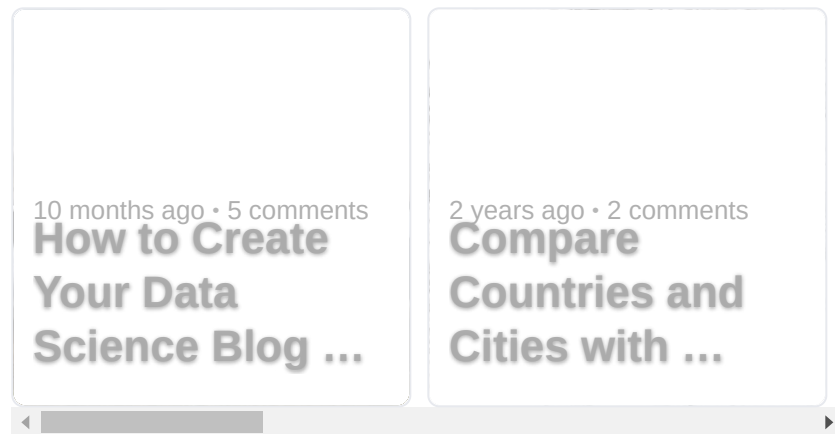 10 months ago • 5 comments
How to Create
Your Data
Science Blog …
2 years ago • 2 comments
Compare
Countries and
Cities with …